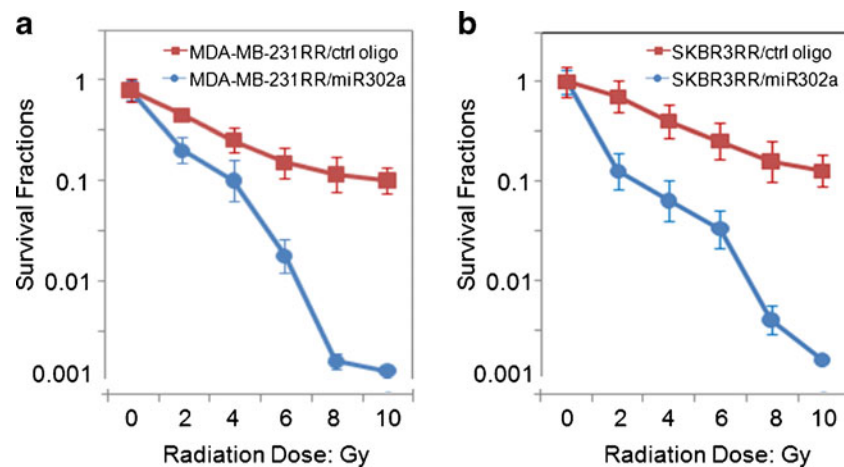 a
MDA-MB-231RR/ctrl oligo
MDA-MB-231RR/miR302a
Survival Fractions
1
0.1
0.01
0.001
0 2 4 6 8 10
Radiation Dose: Gy
b
SKBR3RR/ctrl oligo
SKBR3RR/miR302a
Survival Fractions
1
0.1
0.01
0.001
0 2 4 6 8 10
Radiation Dose: Gy